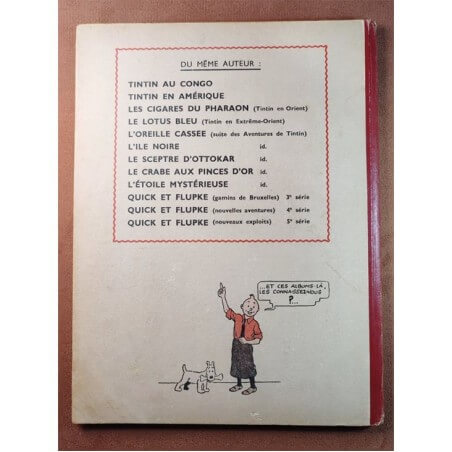 DU MÊME AUTEUR :
TINTIN AU CONGO
TINTIN EN AMÉRIQUE
LES CIGARES DU PHARAON (Tintin en Orient)
LE LOTUS BLEU (Tintin en Extrême-Orient)
L'OREILLE CASSEE (suite des Aventures de Tintin)
L'ILE NOIRE id.
LE SCEPTRE D'OTTOKAR id.
LE CRABE AUX PINCES D'OR id.
L'ÉTOILE MYSTÉRIEUSE id.
QUICK ET FLUPKE (gamins de Bruxelles) 3e série
QUICK ET FLUPKE (nouvelles aventures) 4e série
QUICK ET FLUPKE (nouveaux exploits) 5e série
...ET CES ALBUMS LÀ,
LES CONNAISSEZ-VOUS
?...